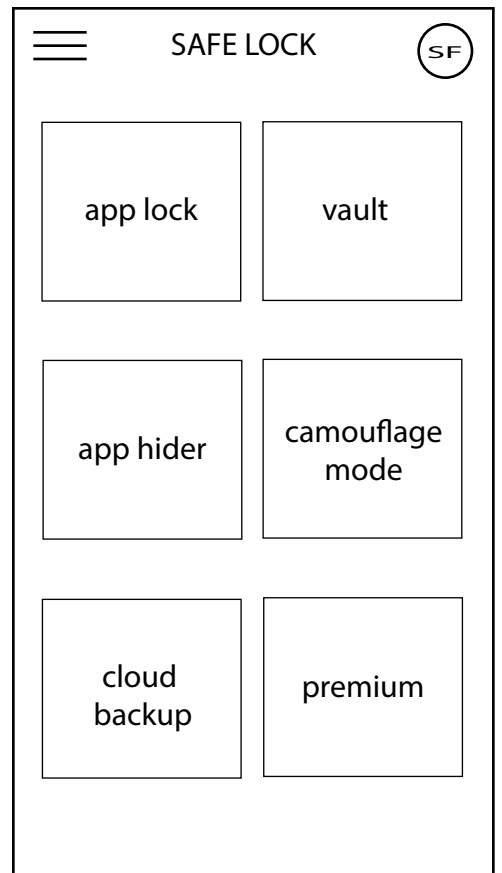 SAFE LOCK
SF
app lock
vault
app hider
camouflage
mode
cloud
backup
premium